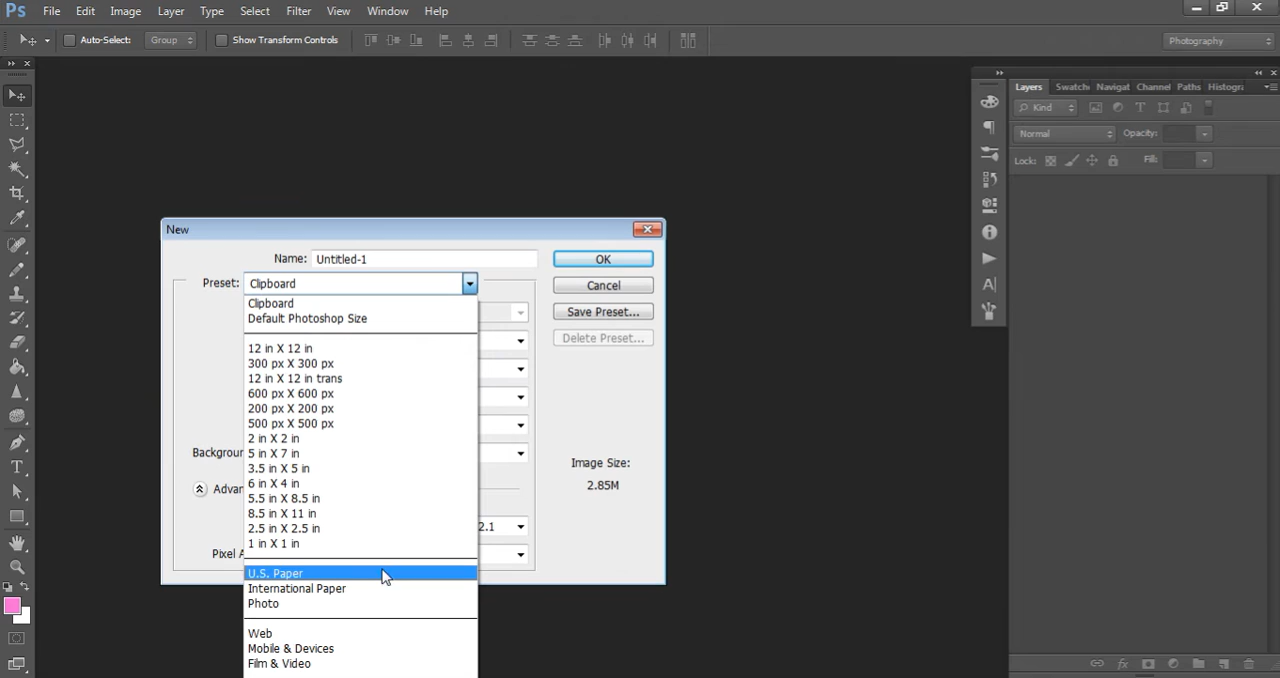 Ps File Edit Image Layer Type Select Filter View Window Help
Auto-Select: Group Show Transform Controls Photography
Layers Swatch Navigat Channel Paths Histogra
Kind
Normal Opacity:
Lock: Fill:
New
Name: Untitled-1 OK
Preset: Clipboard Cancel
Clipboard
Default Photoshop Size
Save Preset...
Delete Preset...
12 in X 12 in
300 px X 300 px
12 in X 12 in trans
600 px X 600 px
200 px X 200 px
500 px X 500 px
2 in X 2 in
5 in X 7 in
Backgroun
3.5 in X 5 in
Image Size:
6 in X 4 in
2.85M
Advan
5.5 in X 8.5 in
8.5 in X 11 in
2.5 in X 2.5 in
2.1
1 in X 1 in
Pixel A
U.S. Paper
International Paper
Photo
Web
Mobile & Devices
Film & Video